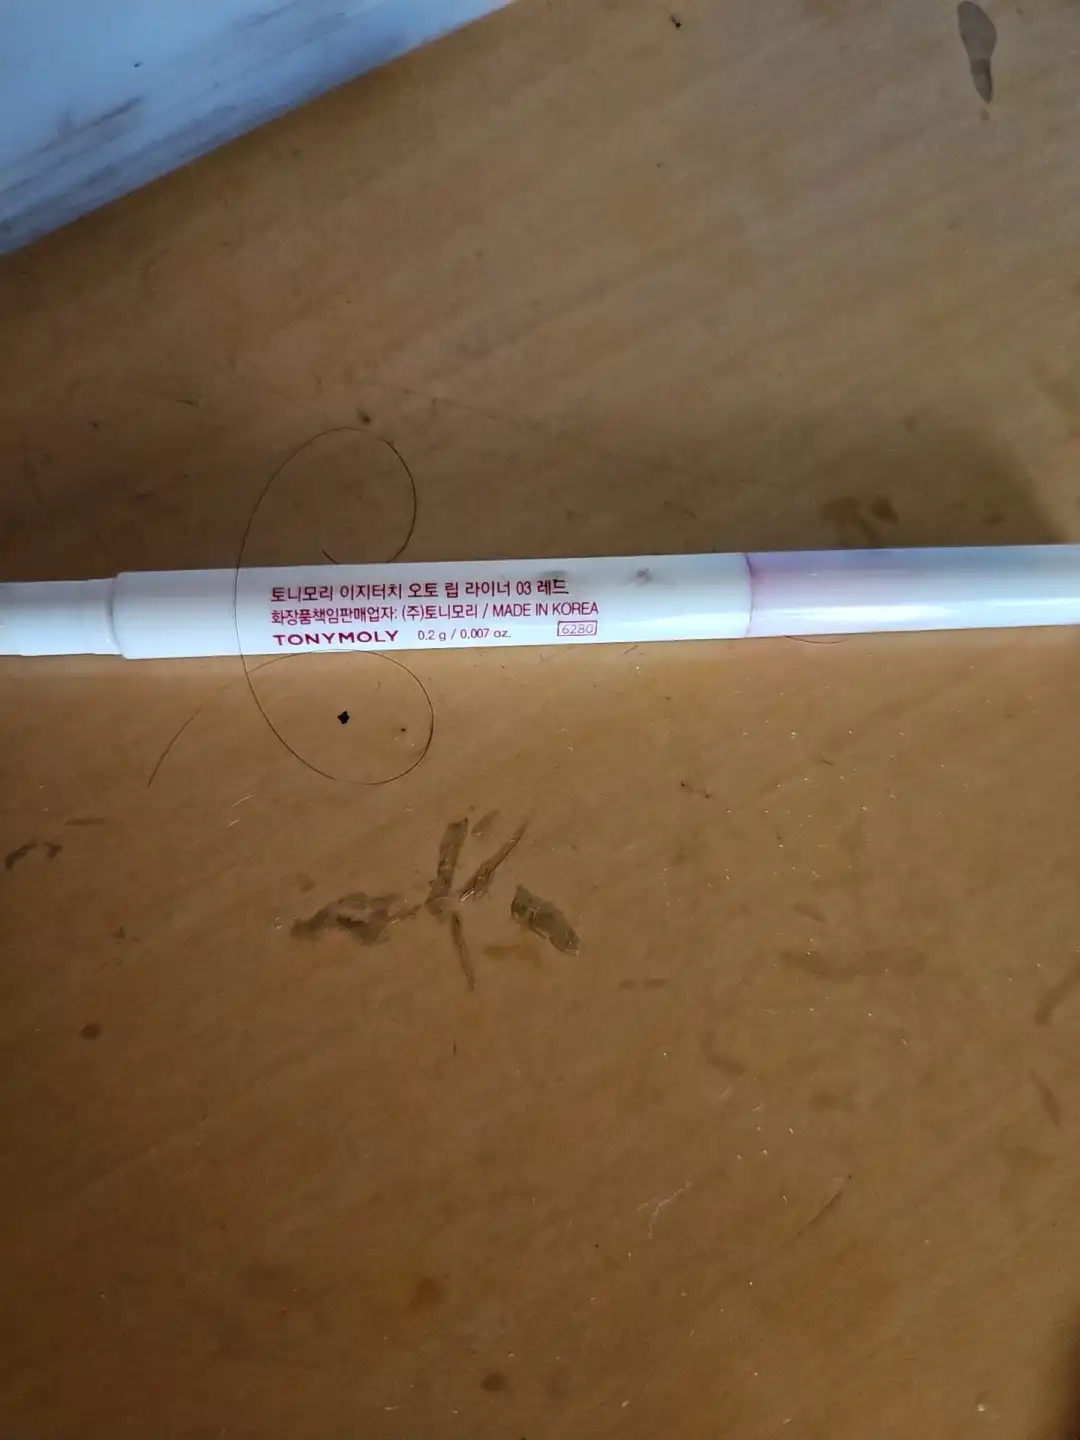 토니모리 이지터치 오토 립 라이너 03 레드
화장품책임판매업자: (주)토니모리 / MADE IN KOREA
TONYMOLY 0.2 g / 0.007 oz. 6280